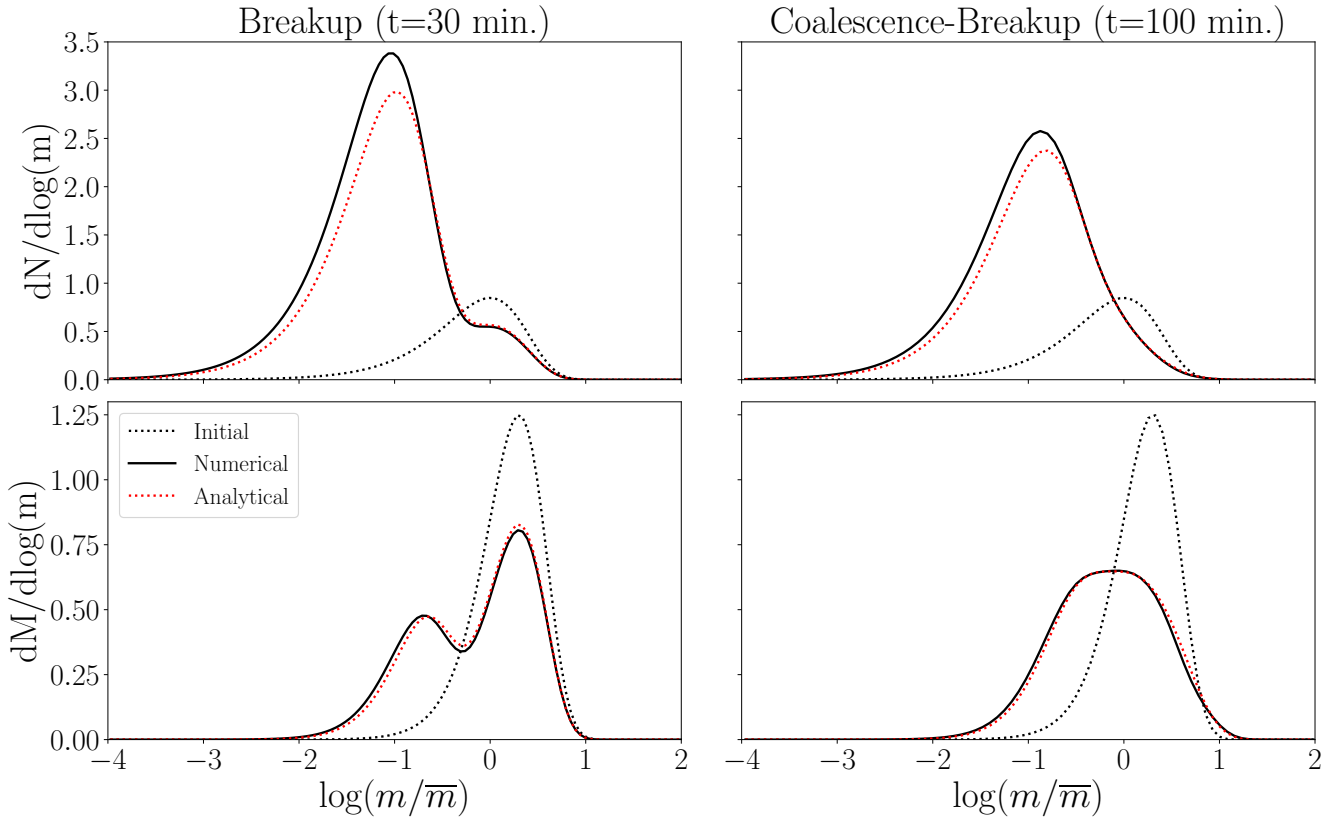 Breakup (t=30 min.)
Coalescence-Breakup (t=100 min.)
dN/dlog(m)
3.5
3.0
2.5
2.0
1.5
1.0
0.5
0.0
dM/dlog(m)
1.25
1.00
0.75
0.50
0.25
0.00
Initial
Numerical
Analytical
−4 −3 −2 −1 0 1 2
−4 −3 −2 −1 0 1 2
log(m/m̅)
log(m/m̅)